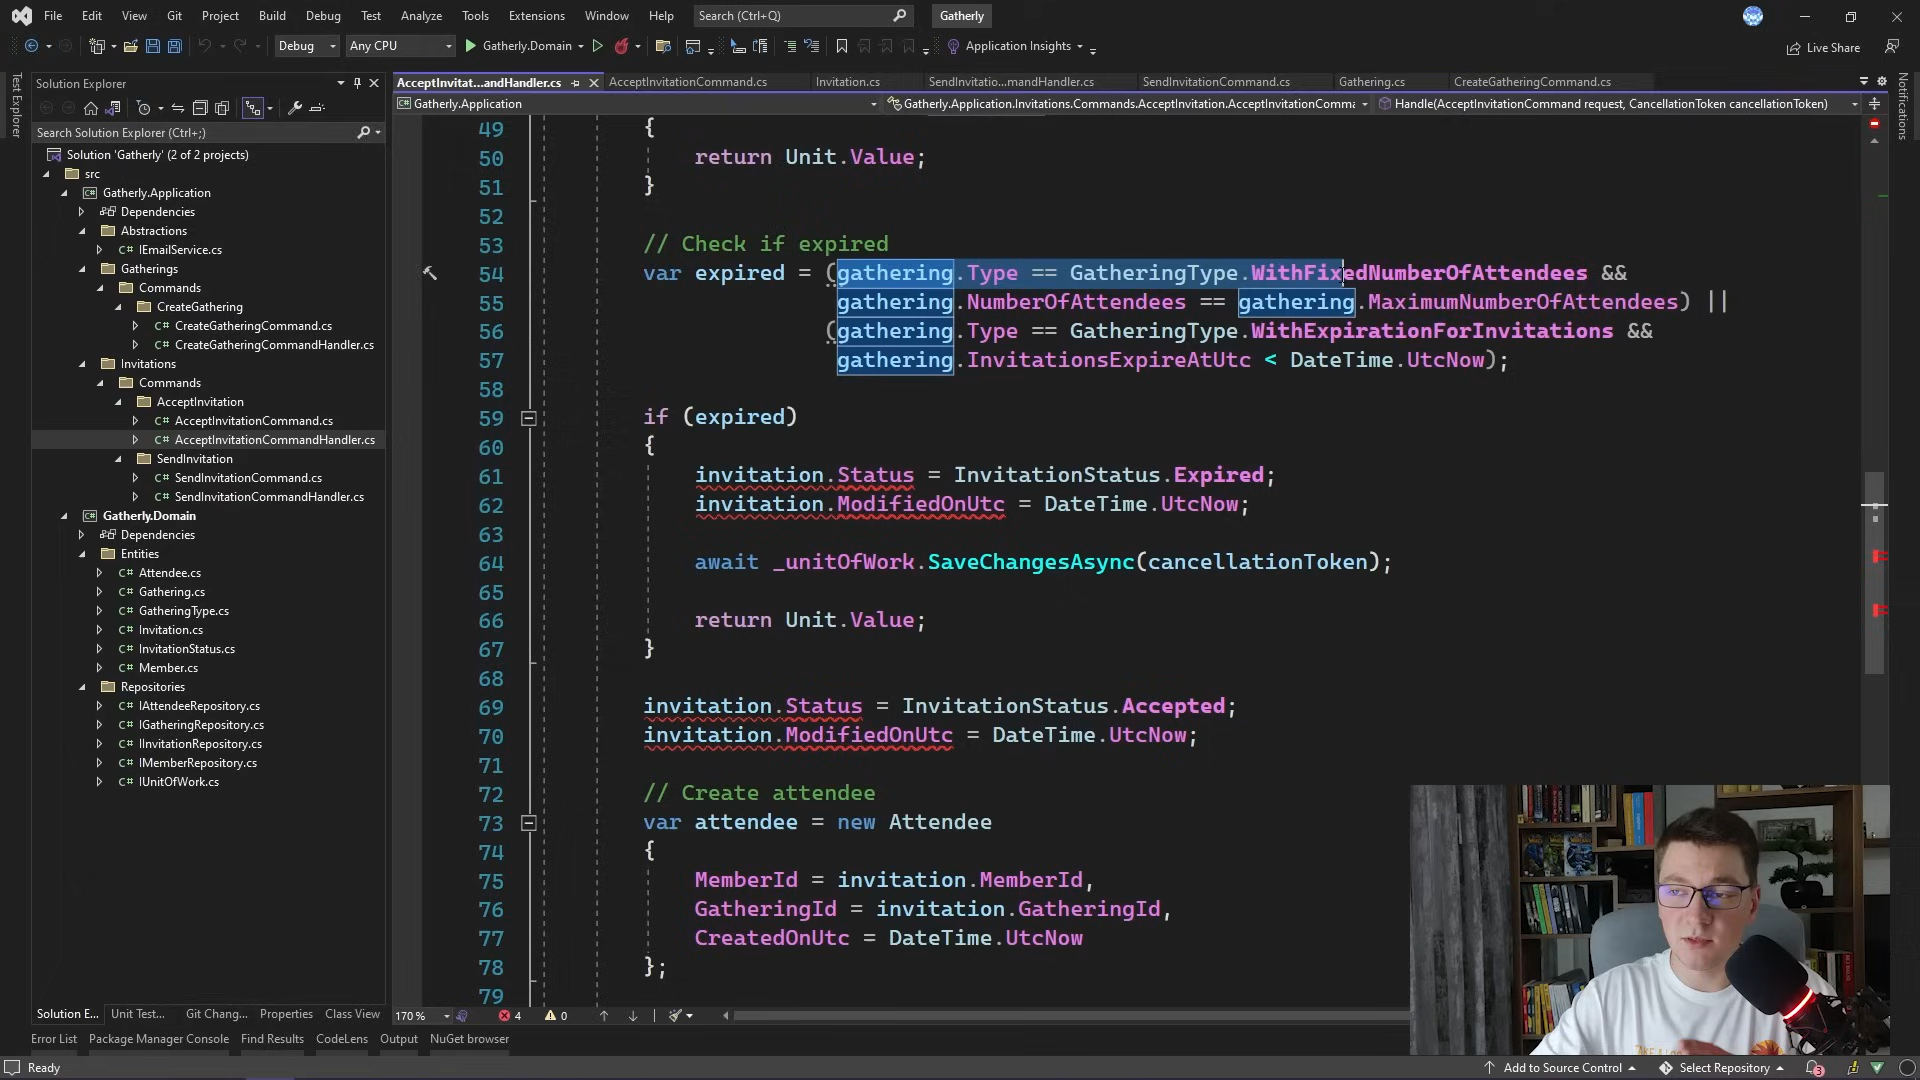 File Edit View Git Project Build Debug Test Analyze Tools Extensions Window Help Search (Ctrl+Q) Gatherly
Debug Any CPU Gatherly.Domain Application Insights Live Share
Test Explorer
Solution Explorer
Search Solution Explorer (Ctrl+;)
Solution 'Gatherly' (2 of 2 projects)
src
C# Gatherly.Application
Dependencies
Abstractions
C# IEmailService.cs
Gatherings
Commands
CreateGathering
C# CreateGatheringCommand.cs
C# CreateGatheringCommandHandler.cs
Invitations
Commands
AcceptInvitation
C# AcceptInvitationCommand.cs
C# AcceptInvitationCommandHandler.cs
SendInvitation
C# SendInvitationCommand.cs
C# SendInvitationCommandHandler.cs
C# Gatherly.Domain
Dependencies
Entities
C# Attendee.cs
C# Gathering.cs
C# GatheringType.cs
C# Invitation.cs
C# InvitationStatus.cs
C# Member.cs
Repositories
C# IAttendeeRepository.cs
C# IGatheringRepository.cs
C# IInvitationRepository.cs
C# IMemberRepository.cs
C# IUnitOfWork.cs
Solution E... Unit Test... Git Chang... Properties Class View
AcceptInvitat...andHandler.cs AcceptInvitationCommand.cs Invitation.cs SendInvitatio...mandHandler.cs SendInvitationCommand.cs Gathering.cs CreateGatheringCommand.cs
C# Gatherly.Application Gatherly.Application.Invitations.Commands.AcceptInvitation.AcceptInvitationComma Handle(AcceptInvitationCommand request, CancellationToken cancellationToken)
Notifications
49 {
50 return Unit.Value;
51 }
52
53 // Check if expired
54 var expired = (gathering.Type == GatheringType.WithFixedNumberOfAttendees &&
55 gathering.NumberOfAttendees == gathering.MaximumNumberOfAttendees) ||
56 (gathering.Type == GatheringType.WithExpirationForInvitations &&
57 gathering.InvitationsExpireAtUtc < DateTime.UtcNow);
58
59 if (expired)
60 {
61 invitation.Status = InvitationStatus.Expired;
62 invitation.ModifiedOnUtc = DateTime.UtcNow;
63
64 await _unitOfWork.SaveChangesAsync(cancellationToken);
65
66 return Unit.Value;
67 }
68
69 invitation.Status = InvitationStatus.Accepted;
70 invitation.ModifiedOnUtc = DateTime.UtcNow;
71
72 // Create attendee
73 var attendee = new Attendee
74 {
75 MemberId = invitation.MemberId,
76 GatheringId = invitation.GatheringId,
77 CreatedOnUtc = DateTime.UtcNow
78 };
79
170 % 4 0
Error List Package Manager Console Find Results CodeLens Output NuGet browser
Ready Add to Source Control Select Repository 3